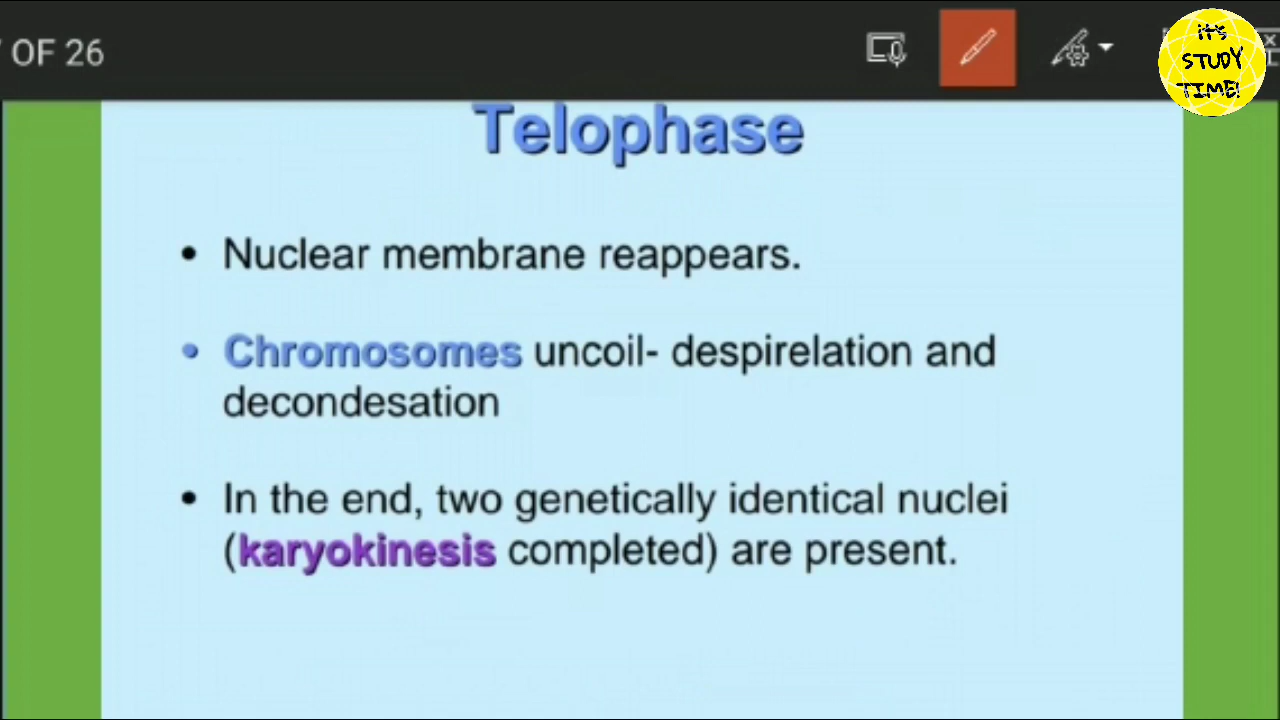 OF 26
iT's
STUDY
TIME!
Telophase
• Nuclear membrane reappears.
• Chromosomes uncoil- despirelation and
decondesation
• In the end, two genetically identical nuclei
(karyokinesis completed) are present.